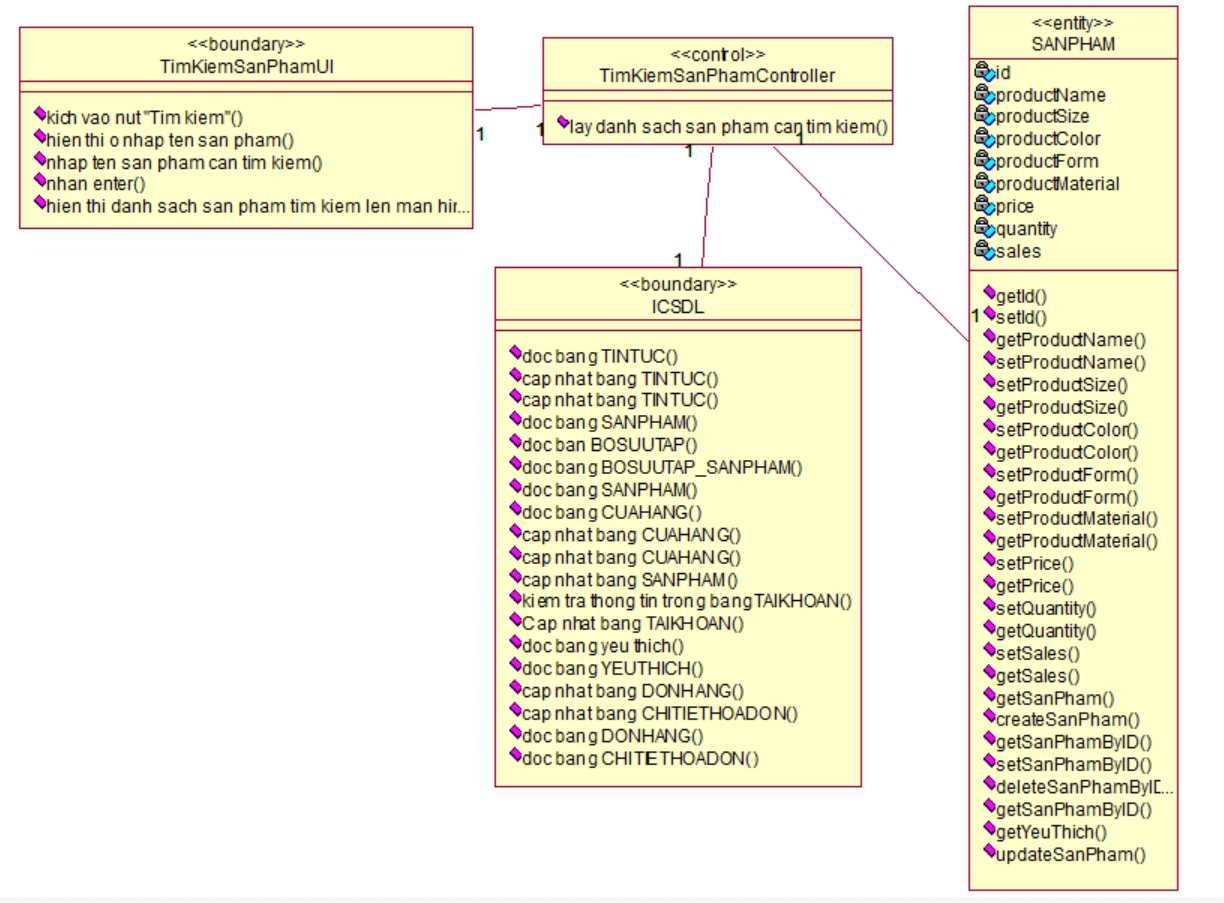 <<boundary>>
TimKiemSanPhamUI
kich vao nut "Tim kiem"()
hien thi o nhap ten san pham()
nhap ten san pham can tim kiem()
nhan enter()
hien thi danh sach san pham tim kiem len man hir...
1
1
<<control>>
TimKiemSanPhamController
lay danh sach san pham can tim kiem()
1
1
1
<<boundary>>
ICSDL
doc bang TINTUC()
cap nhat bang TINTUC()
cap nhat bang TINTUC()
doc bang SANPHAM()
doc ban BOSUUTAP()
doc bang BOSUUTAP_SANPHAM()
doc bang SANPHAM()
doc bang CUAHANG()
cap nhat bang CUAHANG()
cap nhat bang CUAHANG()
cap nhat bang SANPHAM()
kiem tra thong tin trong bang TAIKHOAN()
Cap nhat bang TAIKHOAN()
doc bang yeu thich()
doc bang YEUTHICH()
cap nhat bang DONHANG()
cap nhat bang CHITIETHOADON()
doc bang DONHANG()
doc bang CHITIETHOADON()
<<entity>>
SANPHAM
id
productName
productSize
productColor
productForm
productMaterial
price
quantity
sales
getId()
1
setId()
getProductName()
setProductName()
setProductSize()
getProductSize()
setProductColor()
getProductColor()
setProductForm()
getProductForm()
setProductMaterial()
getProductMaterial()
setPrice()
getPrice()
setQuantity()
getQuantity()
setSales()
getSales()
getSanPham()
createSanPham()
getSanPhamByID()
setSanPhamByID()
deleteSanPhamByID...
getSanPhamByID()
getYeuThich()
updateSanPham()